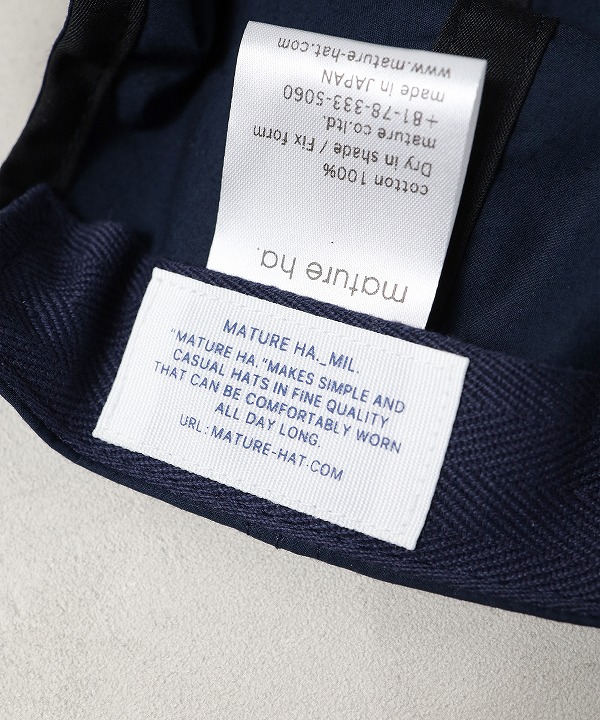 mature ha.
cotton 100%
Dry in shade / Fix form
mature co.ltd.
+81-78-333-5060
made in JAPAN
www.mature-hat.com
MATURE HA._MIL.
"MATURE HA."MAKES SIMPLE AND
CASUAL HATS IN FINE QUALITY
THAT CAN BE COMFORTABLY WORN
ALL DAY LONG.
URL:MATURE-HAT.COM